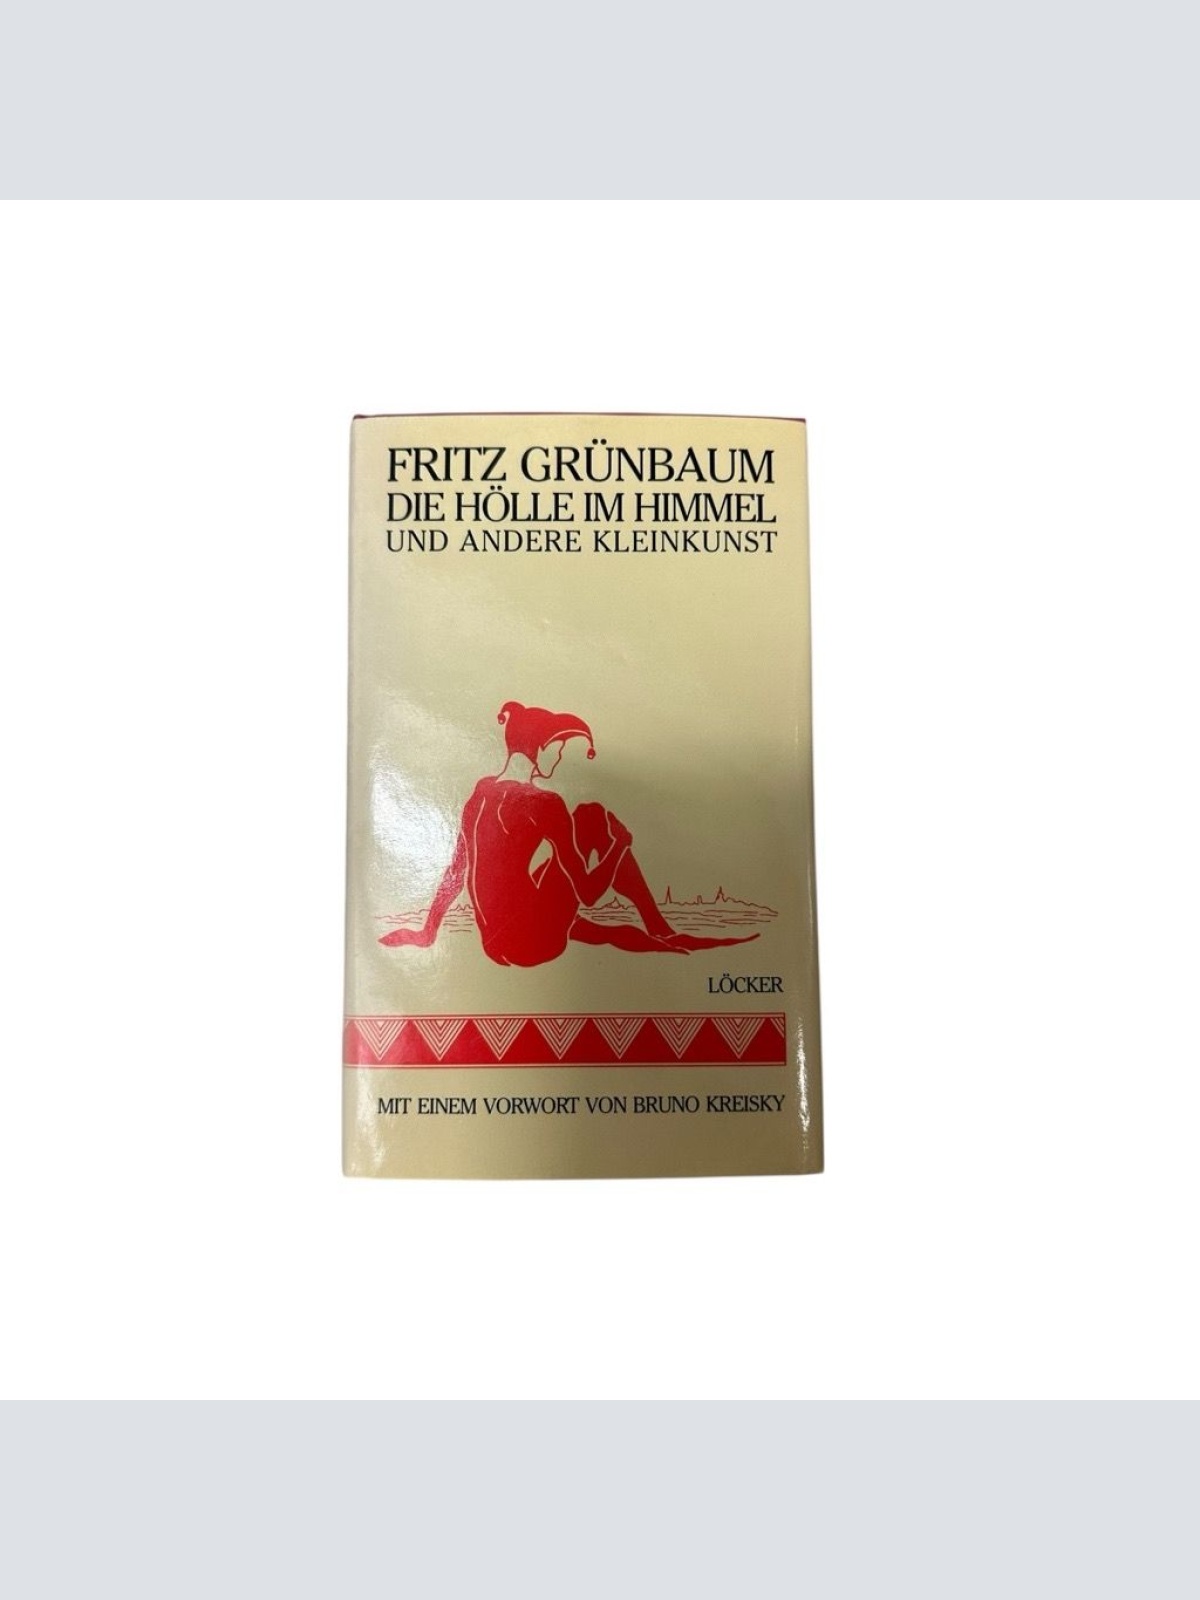 FRITZ GRÜNBAUM
DIE HÖLLE IM HIMMEL
UND ANDERE KLEINKUNST
LÖCKER
MIT EINEM VORWORT VON BRUNO KREISKY